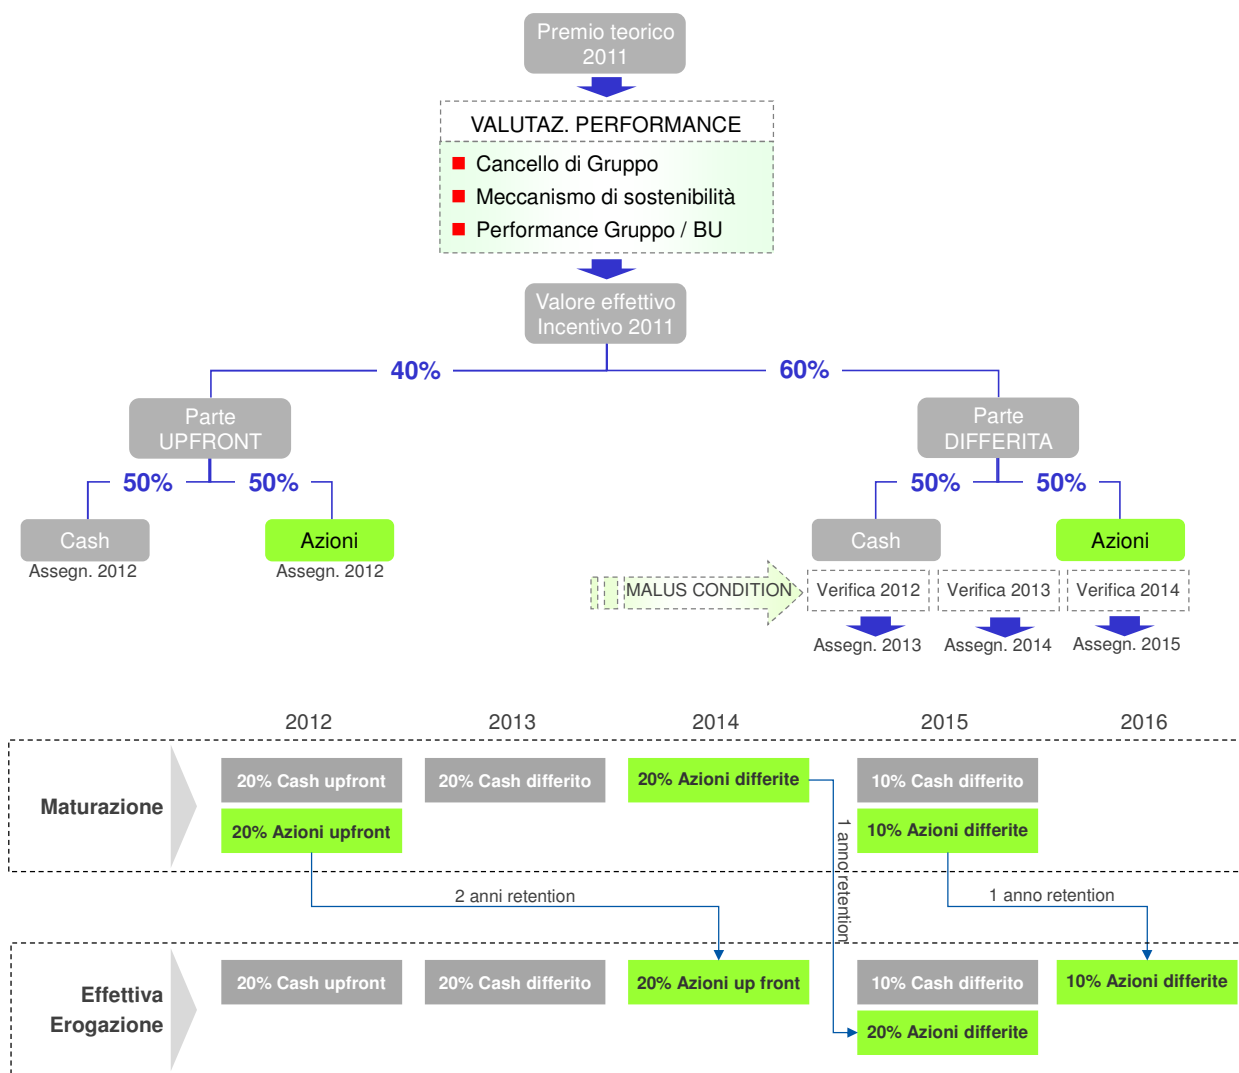 Premio teorico
2011
VALUTAZ. PERFORMANCE
Cancello di Gruppo
Meccanismo di sostenibilità
Performance Gruppo / BU
Valore effettivo
Incentivo 2011
40%
60%
Parte
UPFRONT
Parte
DIFFERITA
50%
50%
50%
50%
Cash
Azioni
Cash
Azioni
Assegn. 2012
Assegn. 2012
MALUS CONDITION
Verifica 2012
Verifica 2013
Verifica 2014
Assegn. 2013
Assegn. 2014
Assegn. 2015
2012
2013
2014
2015
2016
Maturazione
20% Cash upfront
20% Cash differito
20% Azioni differite
10% Cash differito
20% Azioni upfront
10% Azioni differite
2 anni retention
1 anno retention
1 anno retention
Effettiva
Erogazione
20% Cash upfront
20% Cash differito
20% Azioni up front
10% Cash differito
10% Azioni differite
20% Azioni differite